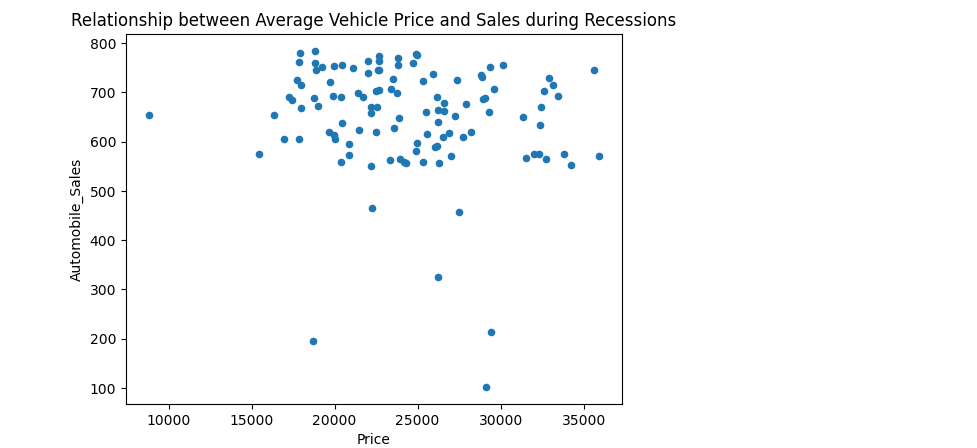 Relationship between Average Vehicle Price and Sales during Recessions
800
700
600
500
400
300
200
100
Automobile_Sales
10000 15000 20000 25000 30000 35000
Price